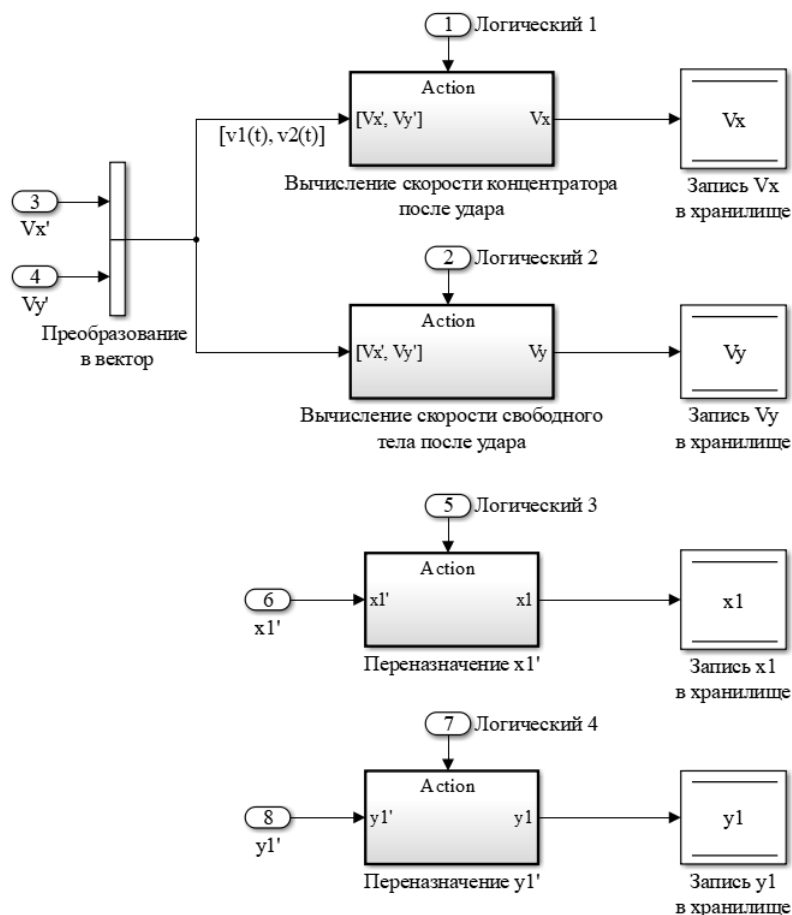 1
Логический 1
Action
[Vx', Vy']
Vx
[v1(t), v2(t)]
Вычисление скорости концентратора
после удара
Vx
Запись Vx
в хранилище
3
Vx'
4
Vy'
Преобразование
в вектор
2
Логический 2
Action
[Vx', Vy']
Vy
Вычисление скорости свободного
тела после удара
Vy
Запись Vy
в хранилище
5
Логический 3
Action
6
x1'
x1'
x1
Переназначение x1'
x1
Запись x1
в хранилище
7
Логический 4
Action
8
y1'
y1'
y1
Переназначение y1'
y1
Запись y1
в хранилище